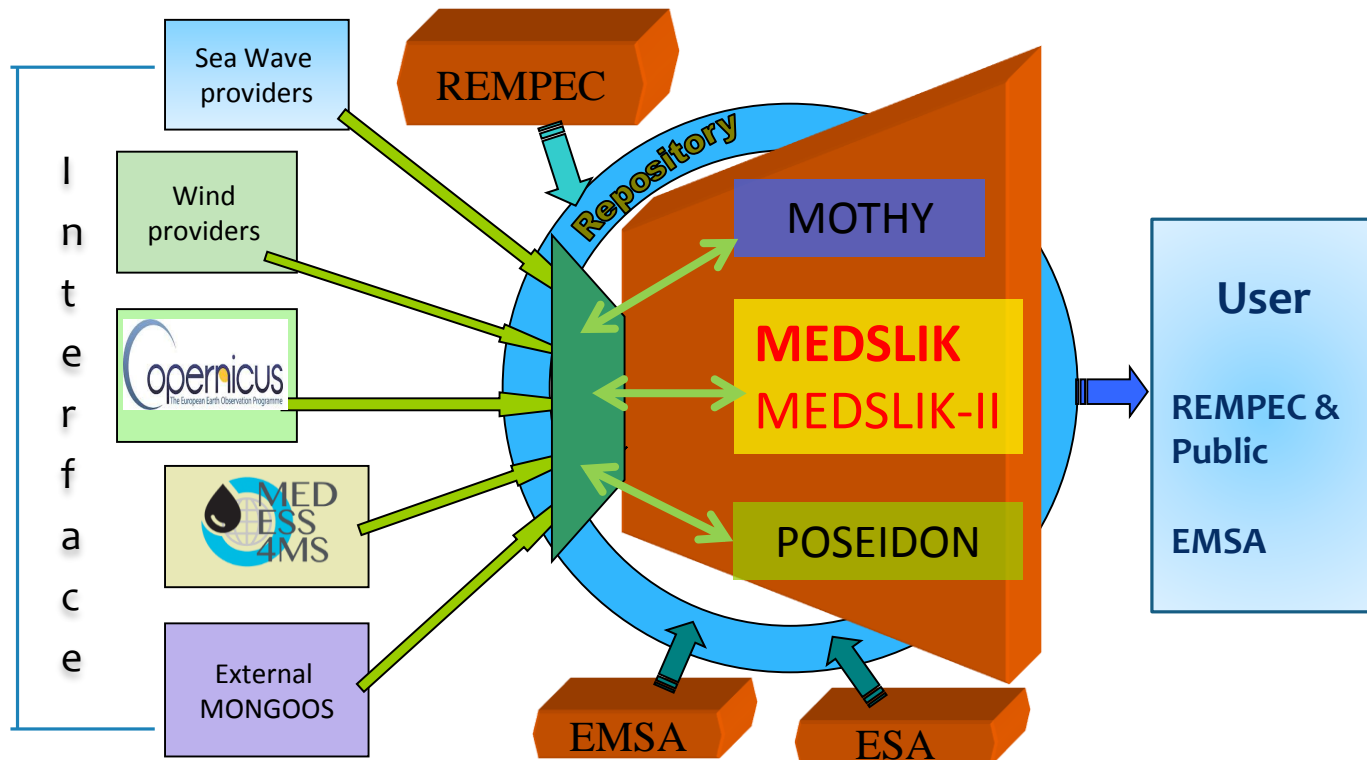 Interface
Sea Wave
providers
Wind
providers
opernicus
The European Earth Observation Programme
MED
ESS
4MS
External
MONGOOS
REMPEC
Repository
MOTHY
MEDSLIK
MEDSLIK-II
POSEIDON
EMSA
ESA
User
REMPEC &
Public
EMSA